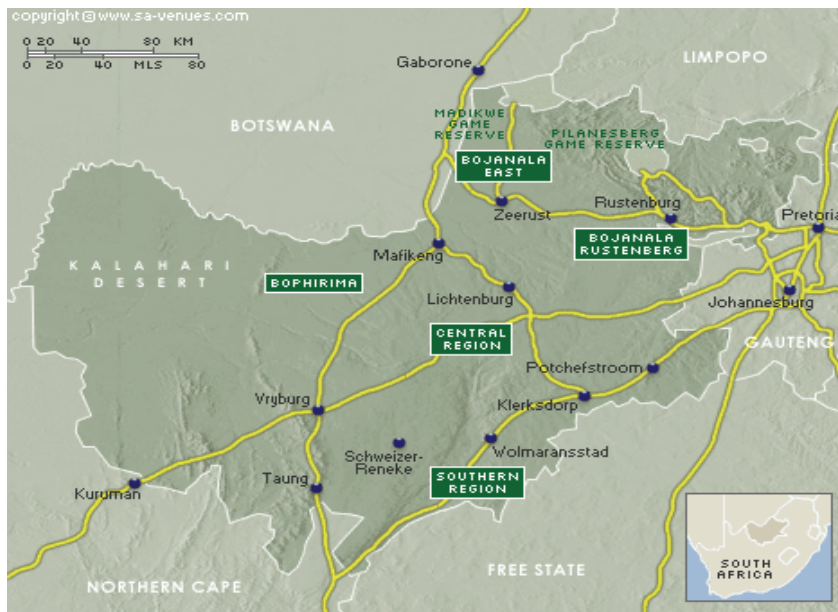 copyright@www.sa-venues.com
0 20 40 80 KM
0 20 40 MLS 80
Gaborone
LIMPOPO
BOTSWANA
MADIKWE
GAME
RESERVE
PILANESBERG
GAME RESERVE
BOJANALA
EAST
Zeerust
Rustenburg
Pretoria
BOJANALA
RUSTENBERG
Mafikeng
KALAHARI
DESERT
BOPHIRIMA
Lichtenburg
Johannesburg
CENTRAL
REGION
GAUTENG
Potchefstroom
Vryburg
Klerksdorp
Schweizer-
Reneke
Wolmaransstad
Taung
SOUTHERN
REGION
Kuruman
NORTHERN CAPE
FREE STATE
SOUTH
AFRICA